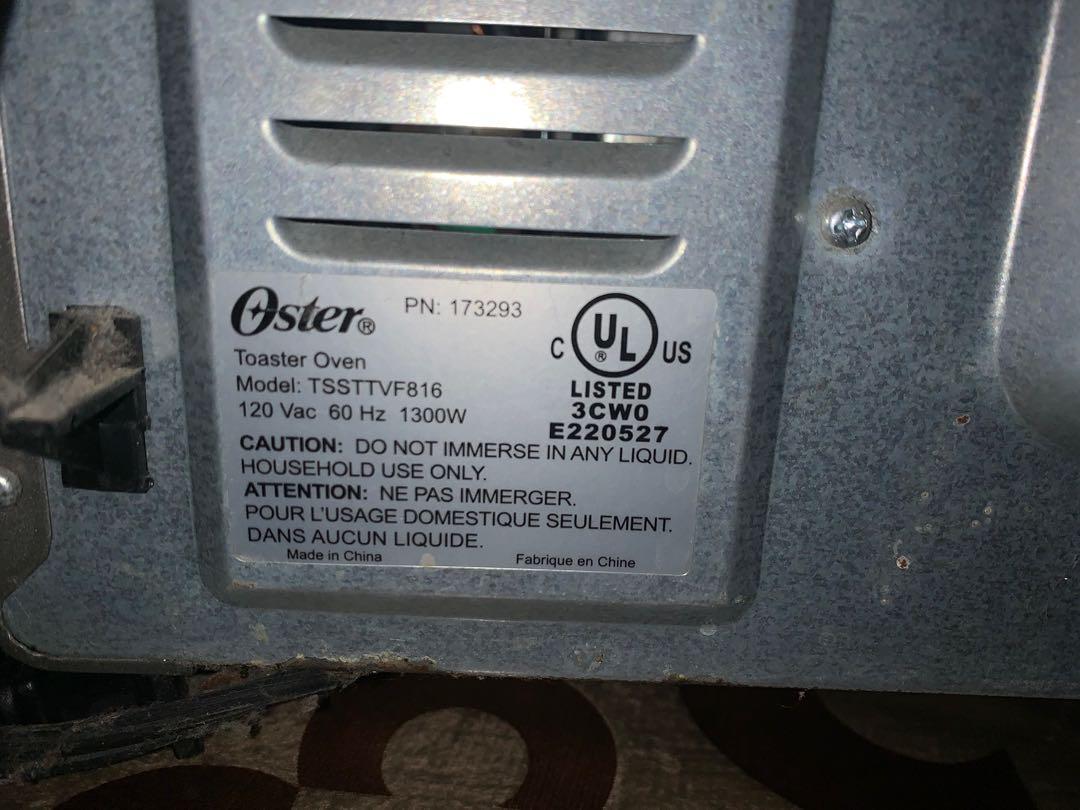 Oster®
PN: 173293
C UL® US
LISTED
3CW0
E220527
Toaster Oven
Model: TSSTTVF816
120 Vac 60 Hz 1300W
CAUTION: DO NOT IMMERSE IN ANY LIQUID.
HOUSEHOLD USE ONLY.
ATTENTION: NE PAS IMMERGER.
POUR L'USAGE DOMESTIQUE SEULEMENT.
DANS AUCUN LIQUIDE.
Made in China
Fabrique en Chine